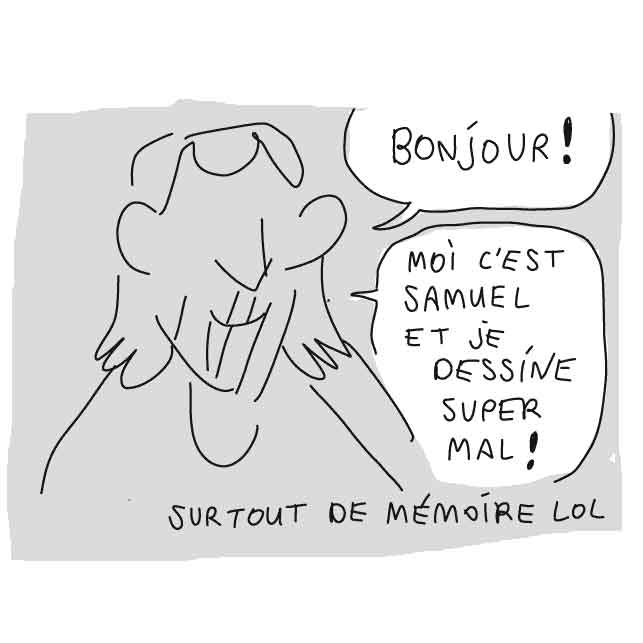 BONJOUR !
MOI C'EST
SAMUEL
ET JE
DESSINE
SUPER
MAL !
SURTOUT DE MÉMOIRE LOL